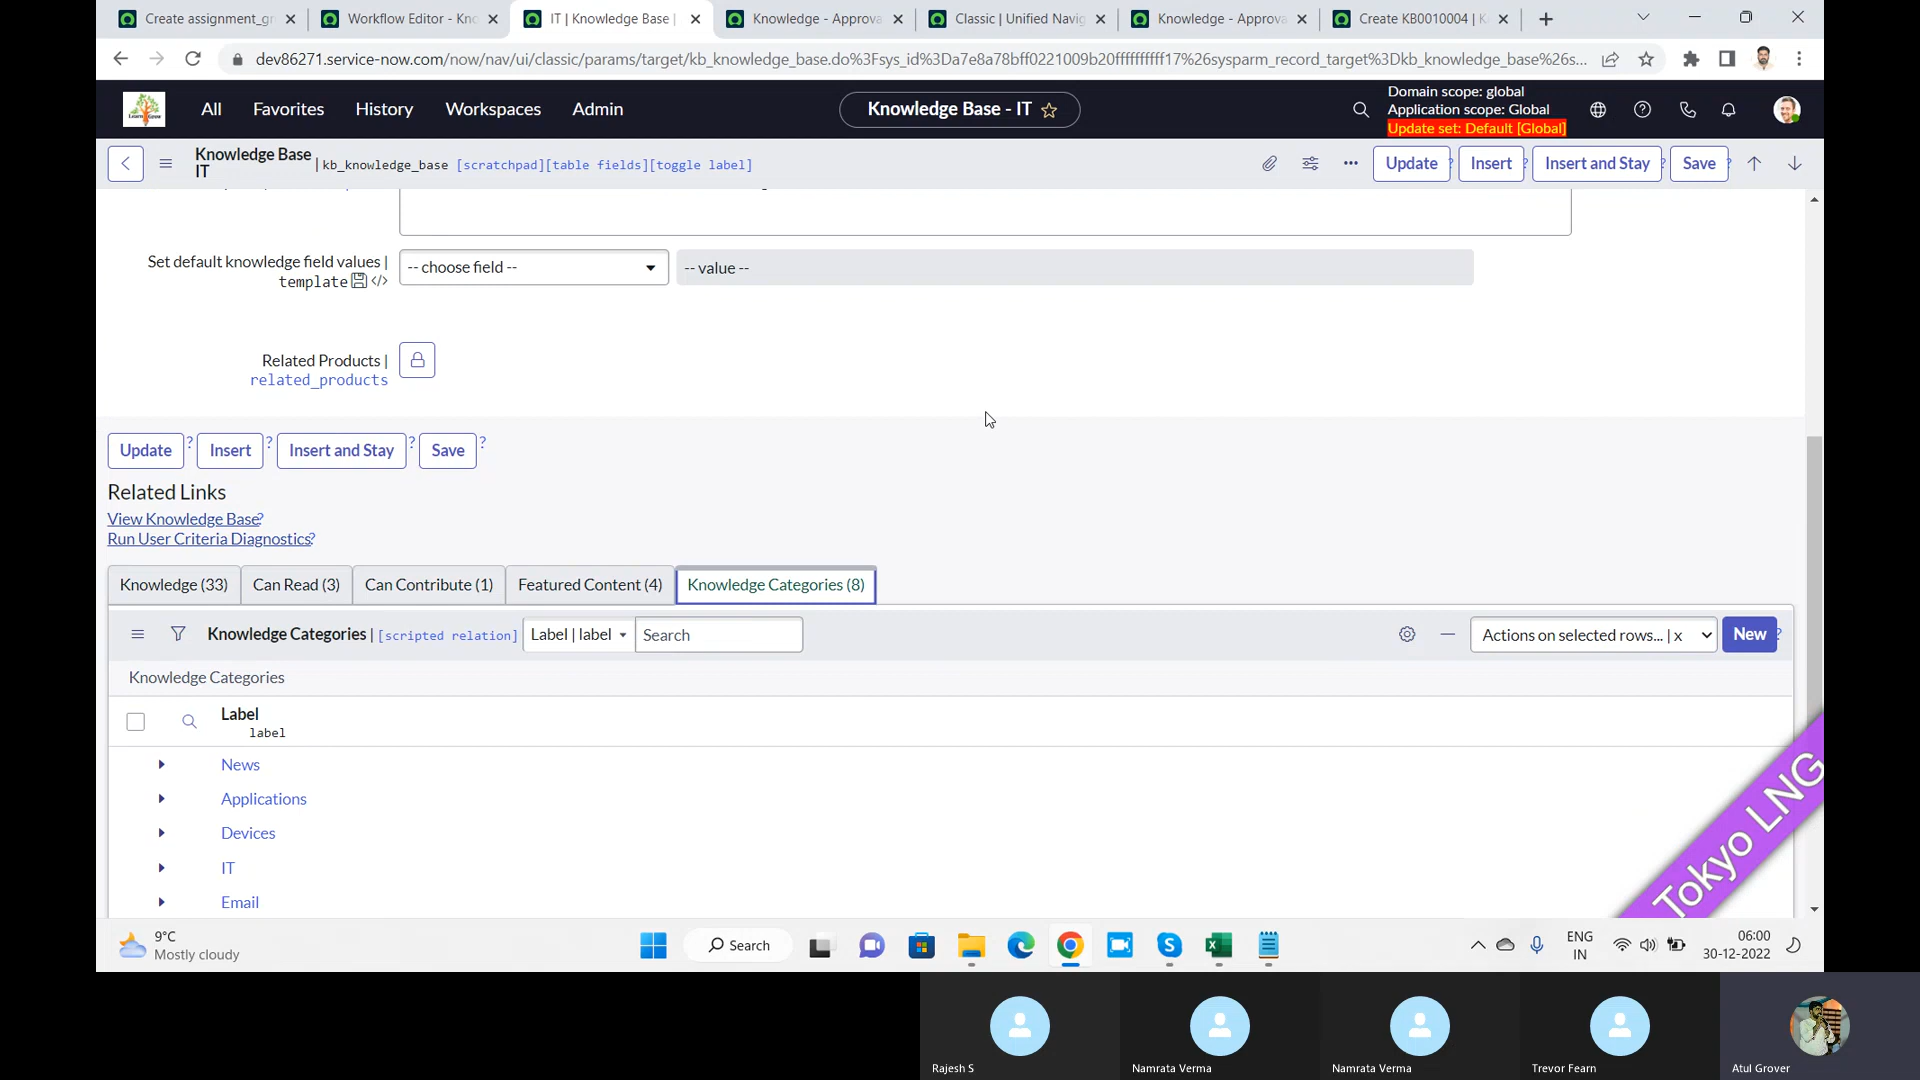 Create assignment_gr
Workflow Editor - Kno
IT | Knowledge Base |
Knowledge - Approva
Classic | Unified Navig
Knowledge - Approva
Create KB0010004 | K
dev86271.service-now.com/now/nav/ui/classic/params/target/kb_knowledge_base.do%3Fsys_id%3Da7e8a78bff0221009b20ffffffffff17%26sysparm_record_target%3Dkb_knowledge_base%26s...
All Favorites History Workspaces Admin
Knowledge Base - IT
Domain scope: global
Application scope: Global
Update set: Default [Global]
Knowledge Base
IT
| kb_knowledge_base [scratchpad][table fields][toggle label]
Update ? Insert ? Insert and Stay ? Save ?
Set default knowledge field values |
template </>
-- choose field --
-- value --
Related Products |
related_products
Update ? Insert ? Insert and Stay ? Save ?
Related Links
View Knowledge Base?
Run User Criteria Diagnostics?
Knowledge (33) Can Read (3) Can Contribute (1) Featured Content (4) Knowledge Categories (8)
Knowledge Categories | [scripted relation] Label | label Search Actions on selected rows... | x New ?
Knowledge Categories
Label
label
News
Applications
Devices
IT
Email
Tokyo LNG
9°C
Mostly cloudy
Search
ENG
IN
06:00
30-12-2022
Rajesh S
Namrata Verma
Namrata Verma
Trevor Fearn
Atul Grover